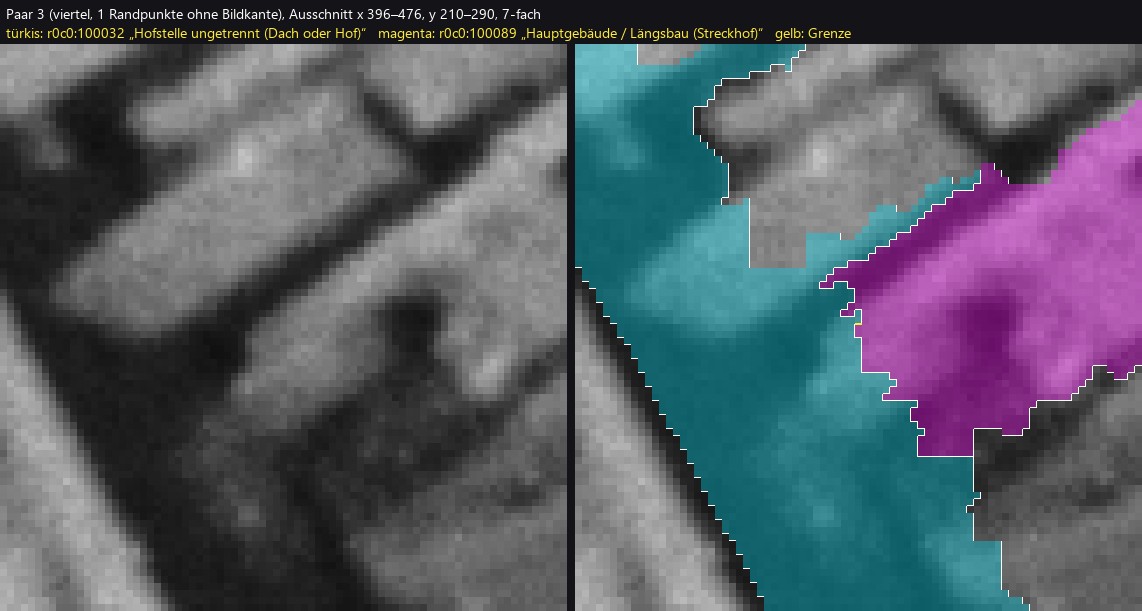 Paar 3 (viertel, 1 Randpunkte ohne Bildkante), Ausschnitt x 396–476, y 210–290, 7-fach
türkis: r0c0:100032 „Hofstelle ungetrennt (Dach oder Hof)“ magenta: r0c0:100089 „Hauptgebäude / Längsbau (Streckhof)“ gelb: Grenze